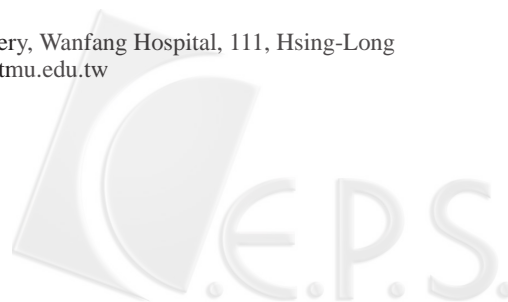 ery, Wanfang Hospital, 111, Hsing-Long
tmu.edu.tw
C.E.P.S.